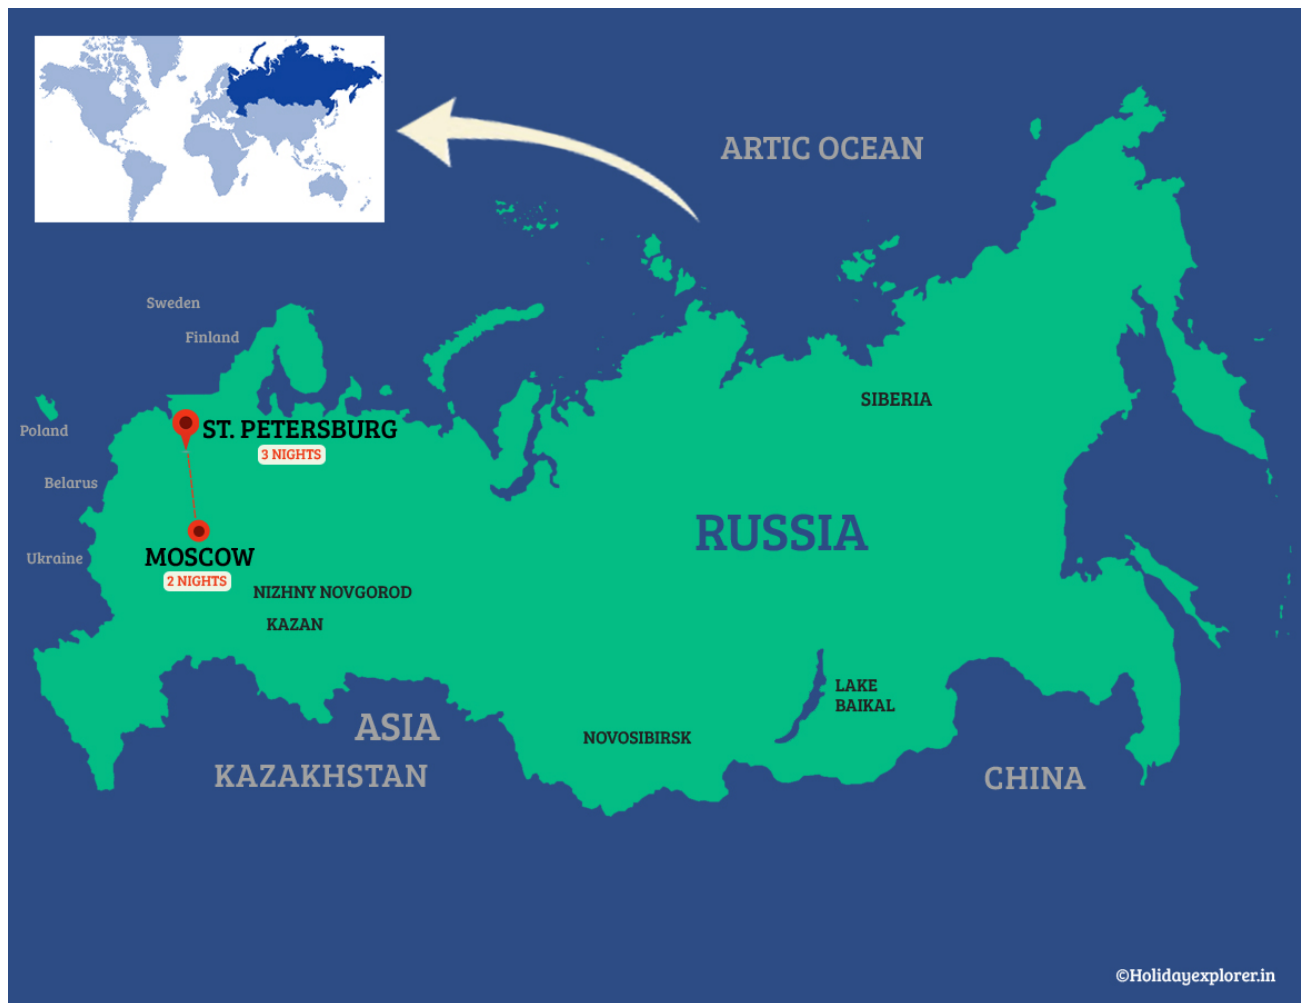 ARTIC OCEAN
Sweden
Finland
SIBERIA
Poland
ST. PETERSBURG
3 NIGHTS
Belarus
RUSSIA
Ukraine
MOSCOW
2 NIGHTS
NIZHNY NOVGOROD
KAZAN
LAKE
BAIKAL
ASIA
NOVOSIBIRSK
KAZAKHSTAN
CHINA
©Holidayexplorer.in